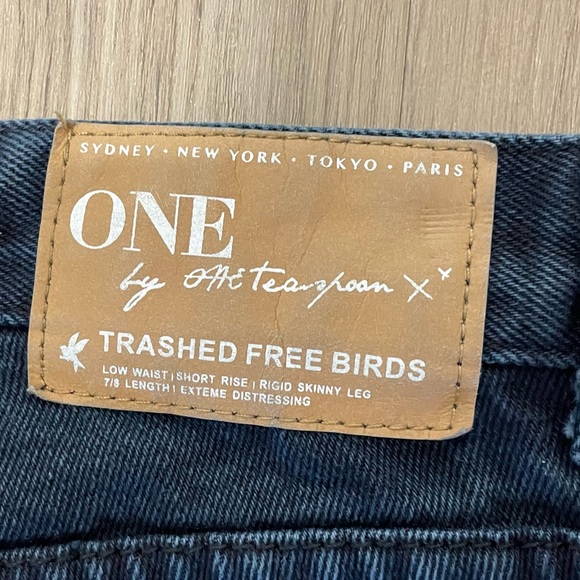 SYDNEY · NEW YORK · TOKYO · PARIS
ONE
by ONE teaspoon X x
TRASHED FREE BIRDS
LOW WAIST | SHORT RISE | RIGID SKINNY LEG
7/8 LENGTH | EXTEME DISTRESSING